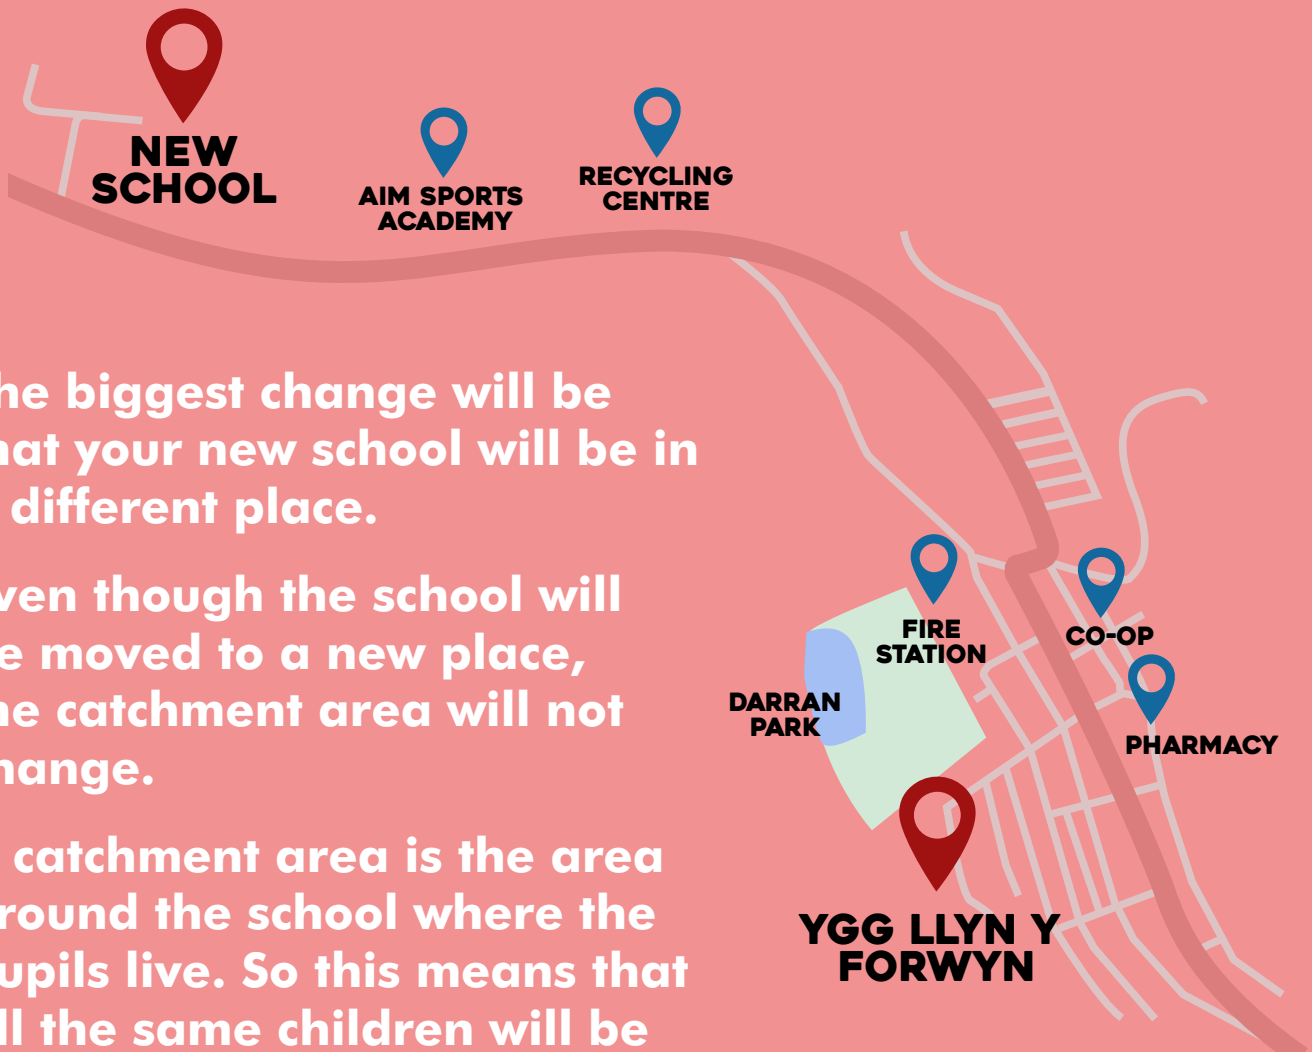 NEW
SCHOOL
AIM SPORTS
ACADEMY
RECYCLING
CENTRE
he biggest change will be
hat your new school will be in
different place.
ven though the school will
e moved to a new place,
he catchment area will not
hange.
catchment area is the area
round the school where the
upils live. So this means that
ll the same children will be
FIRE
STATION
CO-OP
DARRAN
PARK
PHARMACY
YGG LLYN Y
FORWYN